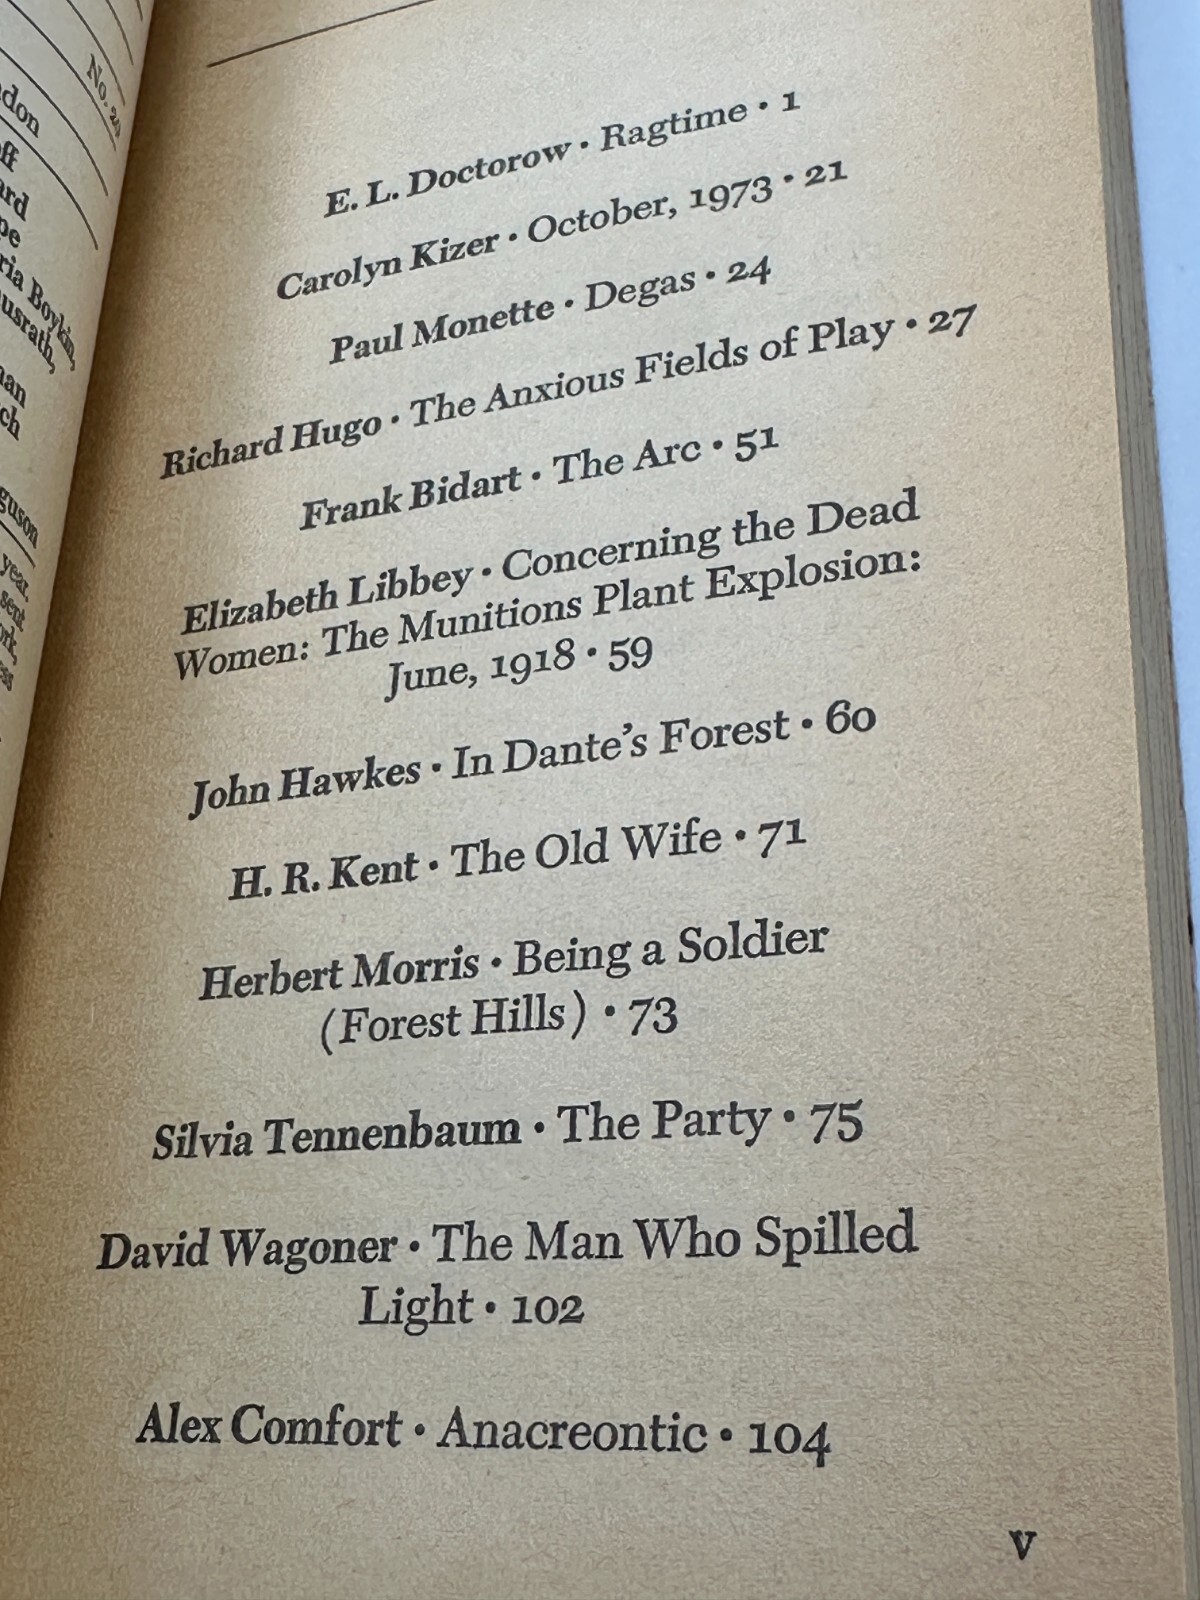 No. 20
E. L. Doctorow · Ragtime · 1
Carolyn Kizer · October, 1973 · 21
Paul Monette · Degas · 24
Richard Hugo · The Anxious Fields of Play · 27
Frank Bidart · The Arc · 51
Elizabeth Libbey · Concerning the Dead
Women: The Munitions Plant Explosion:
June, 1918 · 59
John Hawkes · In Dante's Forest · 60
H. R. Kent · The Old Wife · 71
Herbert Morris · Being a Soldier
(Forest Hills) · 73
Silvia Tennenbaum · The Party · 75
David Wagoner · The Man Who Spilled
Light · 102
Alex Comfort · Anacreontic · 104
v